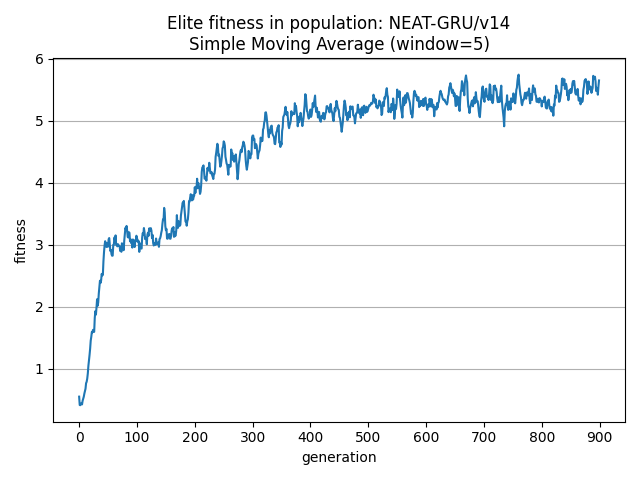 Elite fitness in population: NEAT-GRU/v14
Simple Moving Average (window=5)
6
5
4
3
2
1
fitness
0 100 200 300 400 500 600 700 800 900
generation